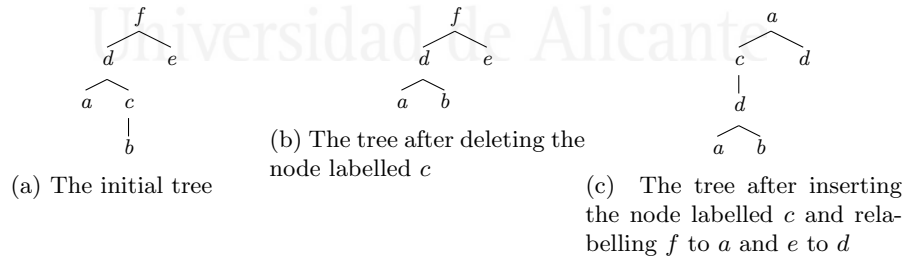 Universidad de Alicante
f
d e
a c
b
(a) The initial tree
f
d e
a b
(b) The tree after deleting the
node labelled c
a
c d
d
a b
(c) The tree after inserting
the node labelled c and rela-
belling f to a and e to d